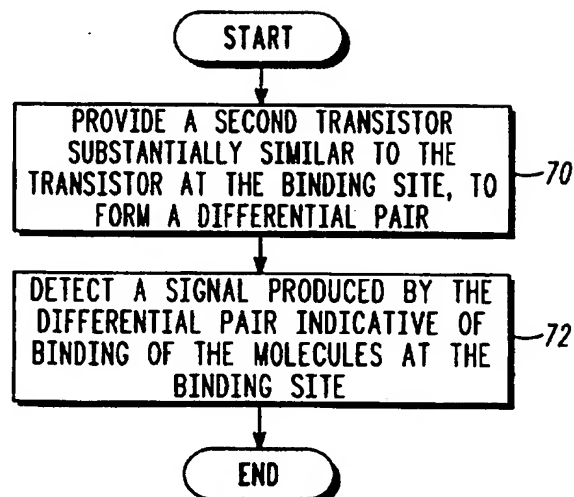 START
PROVIDE A SECOND TRANSISTOR
SUBSTANTIALLY SIMILAR TO THE
TRANSISTOR AT THE BINDING SITE, TO
FORM A DIFFERENTIAL PAIR
70
DETECT A SIGNAL PRODUCED BY THE
DIFFERENTIAL PAIR INDICATIVE OF
BINDING OF THE MOLECULES AT THE
BINDING SITE
72
END